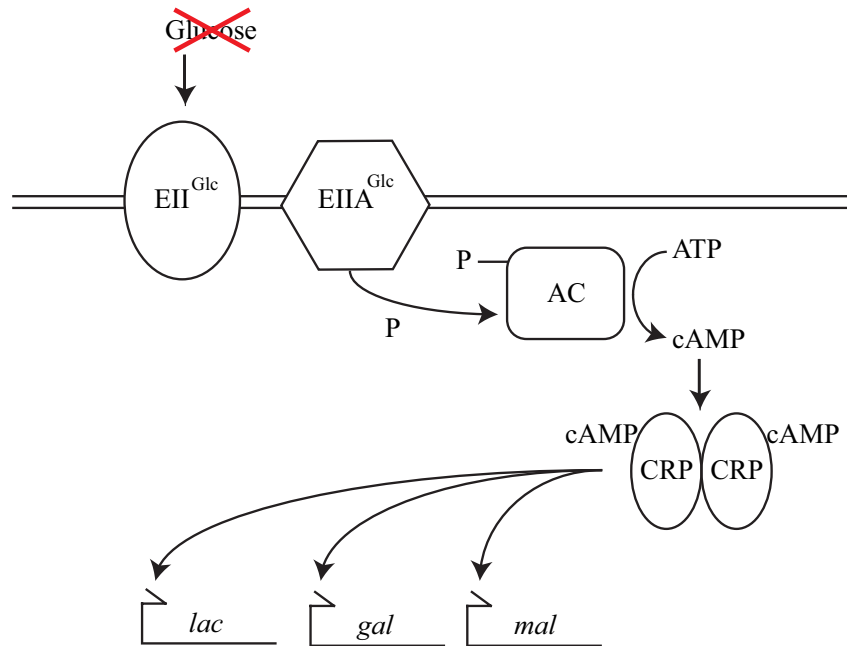 Glucose
EII^Glc
EIIA^Glc
P
AC
ATP
P
cAMP
cAMP
CRP
CRP
cAMP
lac
gal
mal